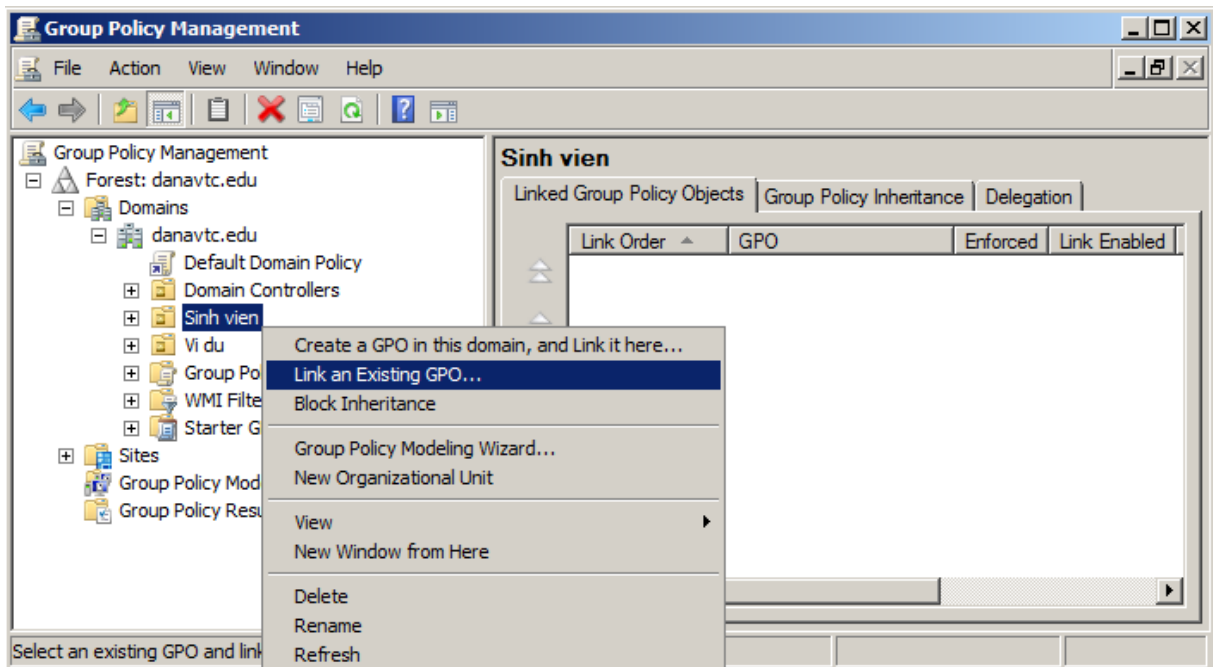 Group Policy Management
File Action View Window Help
Group Policy Management
Forest: danavtc.edu
Domains
danavtc.edu
Default Domain Policy
Domain Controllers
Sinh vien
Vi du
Group Po
WMI Filte
Starter G
Sites
Group Policy Mod
Group Policy Resu
Sinh vien
Linked Group Policy Objects Group Policy Inheritance Delegation
Link Order GPO Enforced Link Enabled
Create a GPO in this domain, and Link it here...
Link an Existing GPO...
Block Inheritance
Group Policy Modeling Wizard...
New Organizational Unit
View
New Window from Here
Delete
Rename
Refresh
Select an existing GPO and link